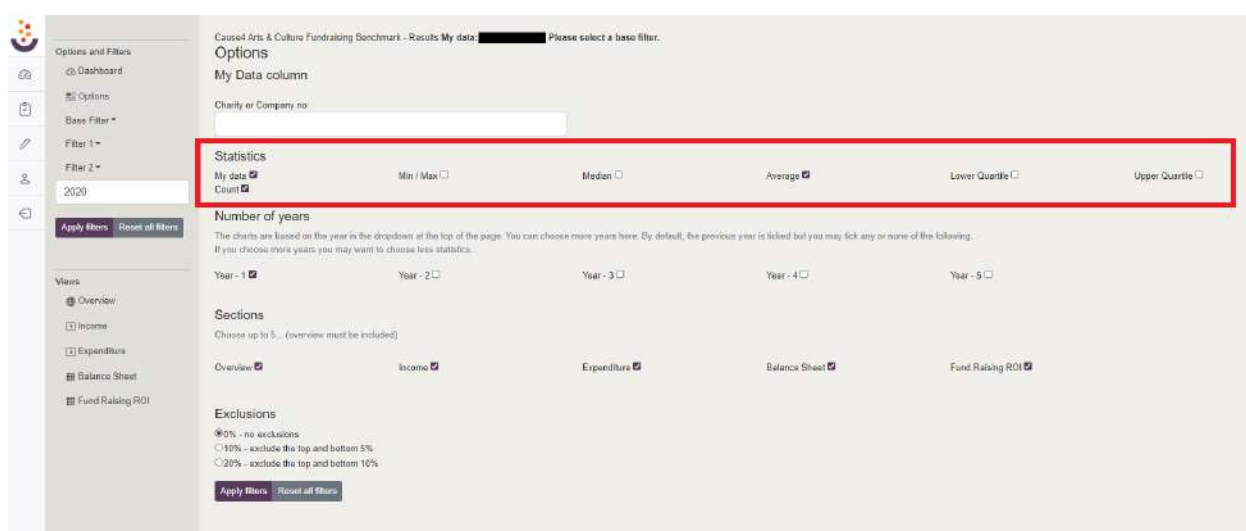 Options and Filters
Dashboard
Options
Base Filter
Filter 1
Filter 2
2020
Apply filters Reset all filters
Views
Overview
Income
Expenditure
Balance Sheet
Fund Raising ROI
Cause4 Arts & Culture Fundraising Benchmark - Results My data: Please select a base filter.
Options
My Data column
Charity or Company no:
Statistics
My data Min / Max Median Average Lower Quartile Upper Quartile
Count
Number of years
The charts are based on the year in the dropdown at the top of the page. You can choose more years here. By default, the previous year is ticked but you may tick any or none of the following.
If you choose more years you may want to choose less statistics...
Year - 1 Year - 2 Year - 3 Year - 4 Year - 5
Sections
Choose up to 5... (overview must be included)
Overview Income Expenditure Balance Sheet Fund Raising ROI
Exclusions
0% - no exclusions
10% - exclude the top and bottom 5%
20% - exclude the top and bottom 10%
Apply filters Reset all filters